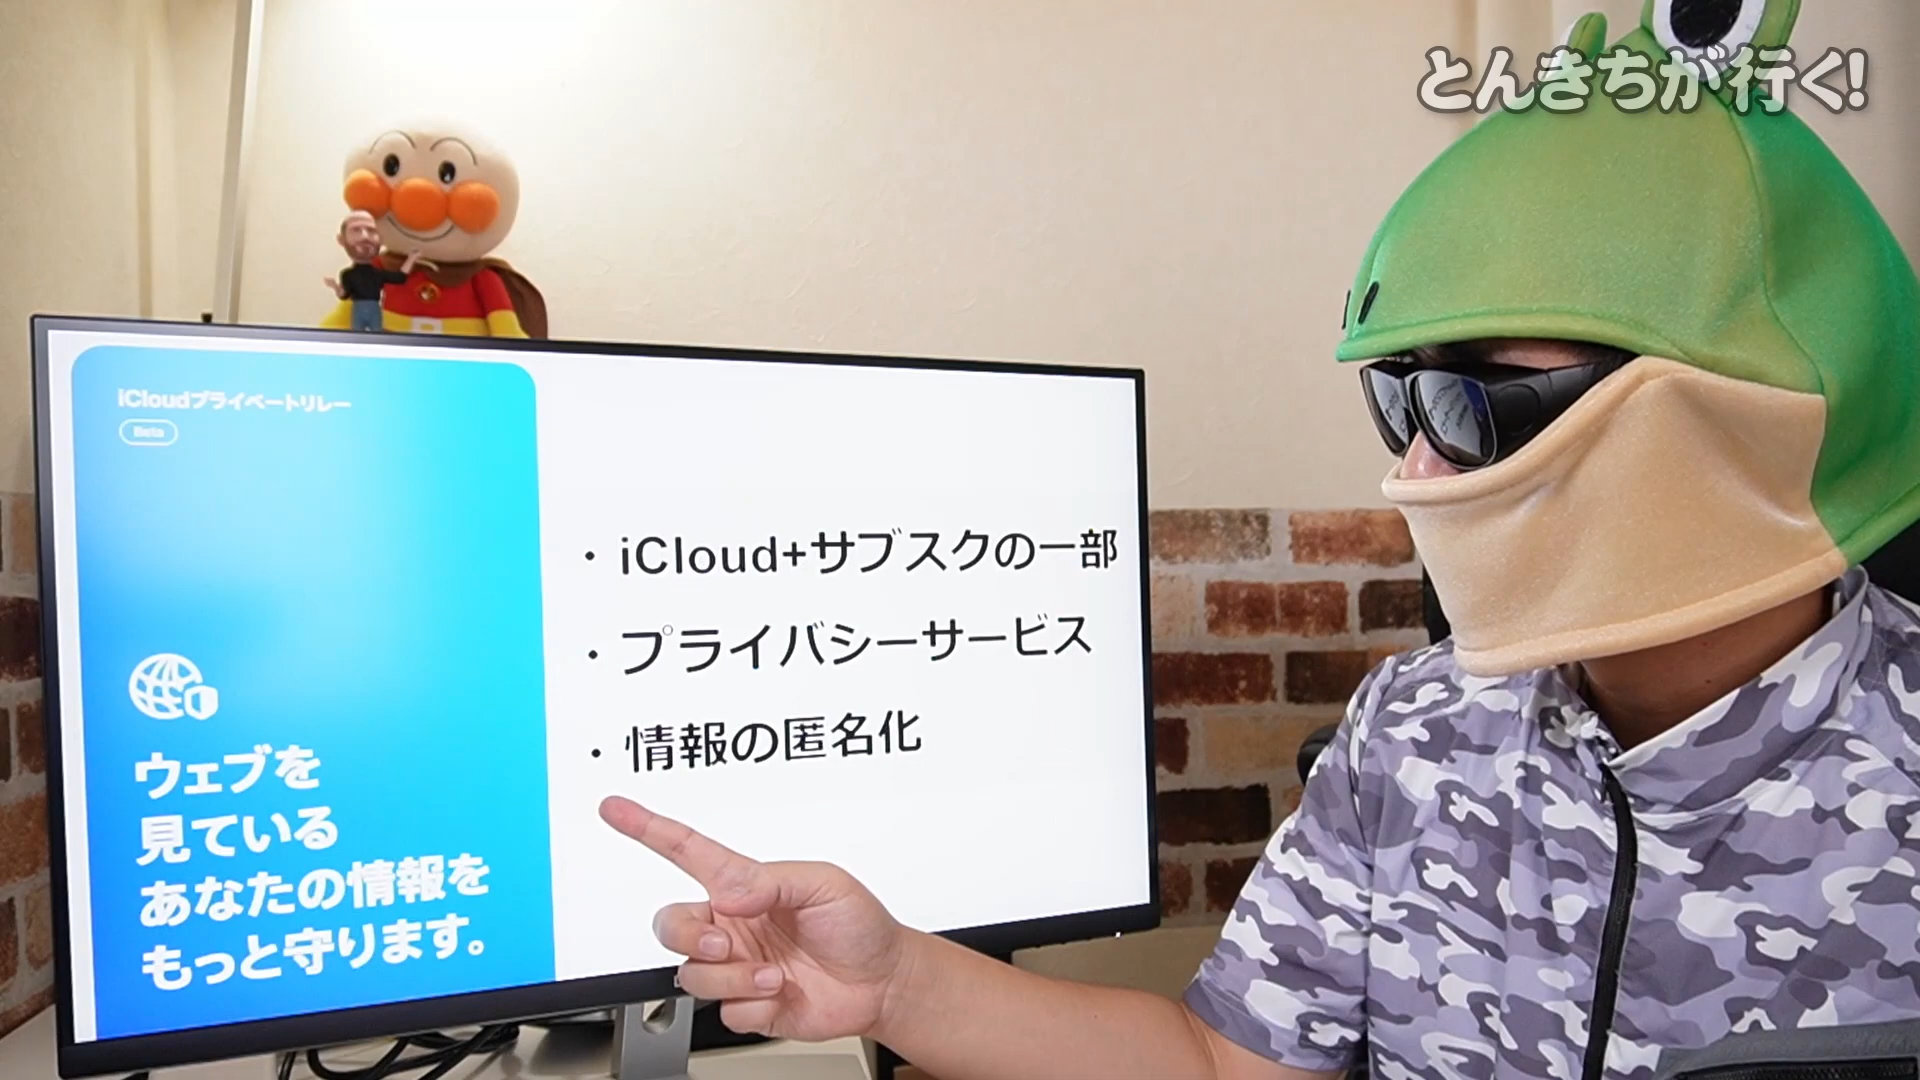 とんきちが行く!
iCloudプライベートリレー
Beta
ウェブを
見ている
あなたの情報を
もっと守ります。
・iCloud+サブスクの一部
・プライバシーサービス
・情報の匿名化